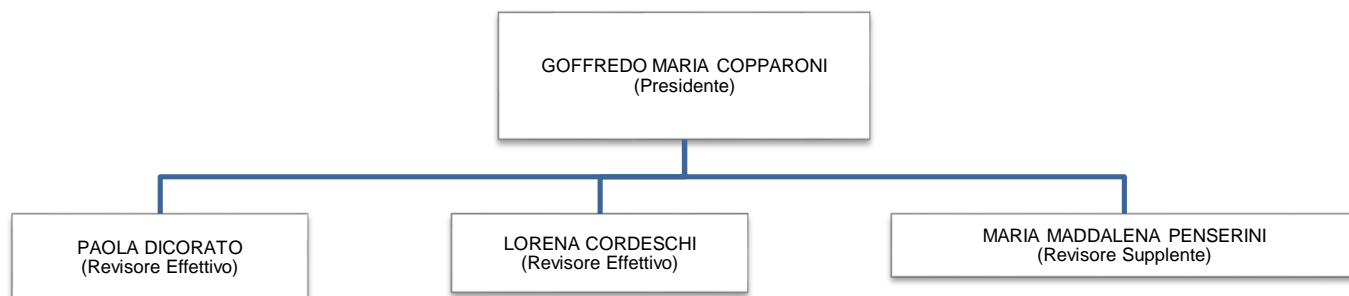 GOFFREDO MARIA COPPARONI
(Presidente)
PAOLA DICORATO
(Revisore Effettivo)
LORENA CORDESCHI
(Revisore Effettivo)
MARIA MADDALENA PENSERINI
(Revisore Supplente)